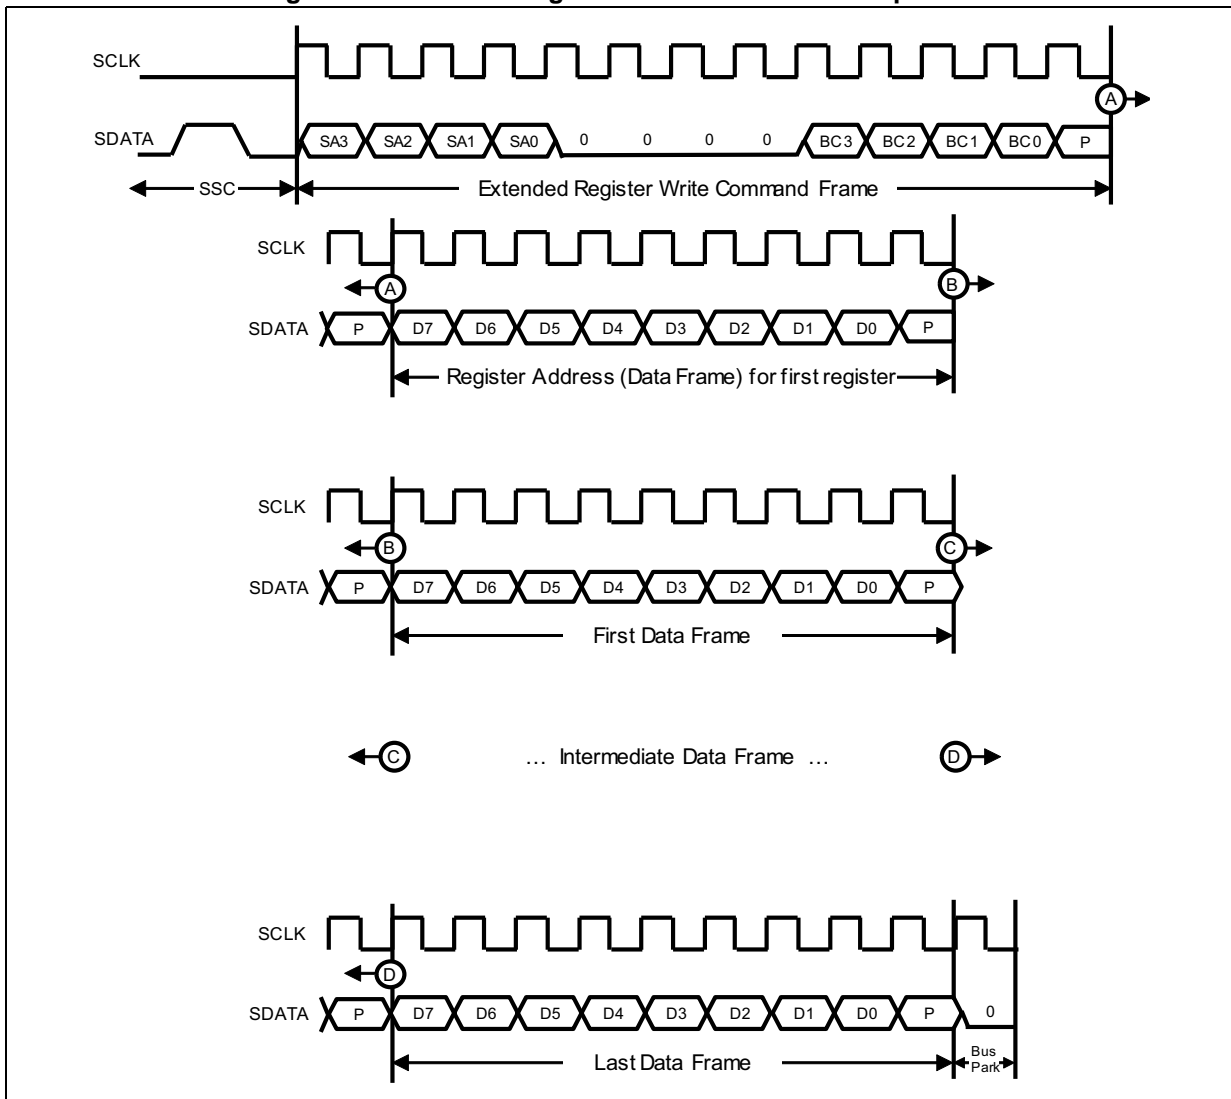 SCLK
A
SDATA SA3 SA2 SA1 SA0 0 0 0 0 BC3 BC2 BC1 BC0 P
SSC Extended Register Write Command Frame
SCLK
A B
SDATA P D7 D6 D5 D4 D3 D2 D1 D0 P
Register Address (Data Frame) for first register
SCLK
B C
SDATA P D7 D6 D5 D4 D3 D2 D1 D0 P
First Data Frame
C ... Intermediate Data Frame ... D
SCLK
D
SDATA P D7 D6 D5 D4 D3 D2 D1 D0 P 0
Last Data Frame Bus
Park